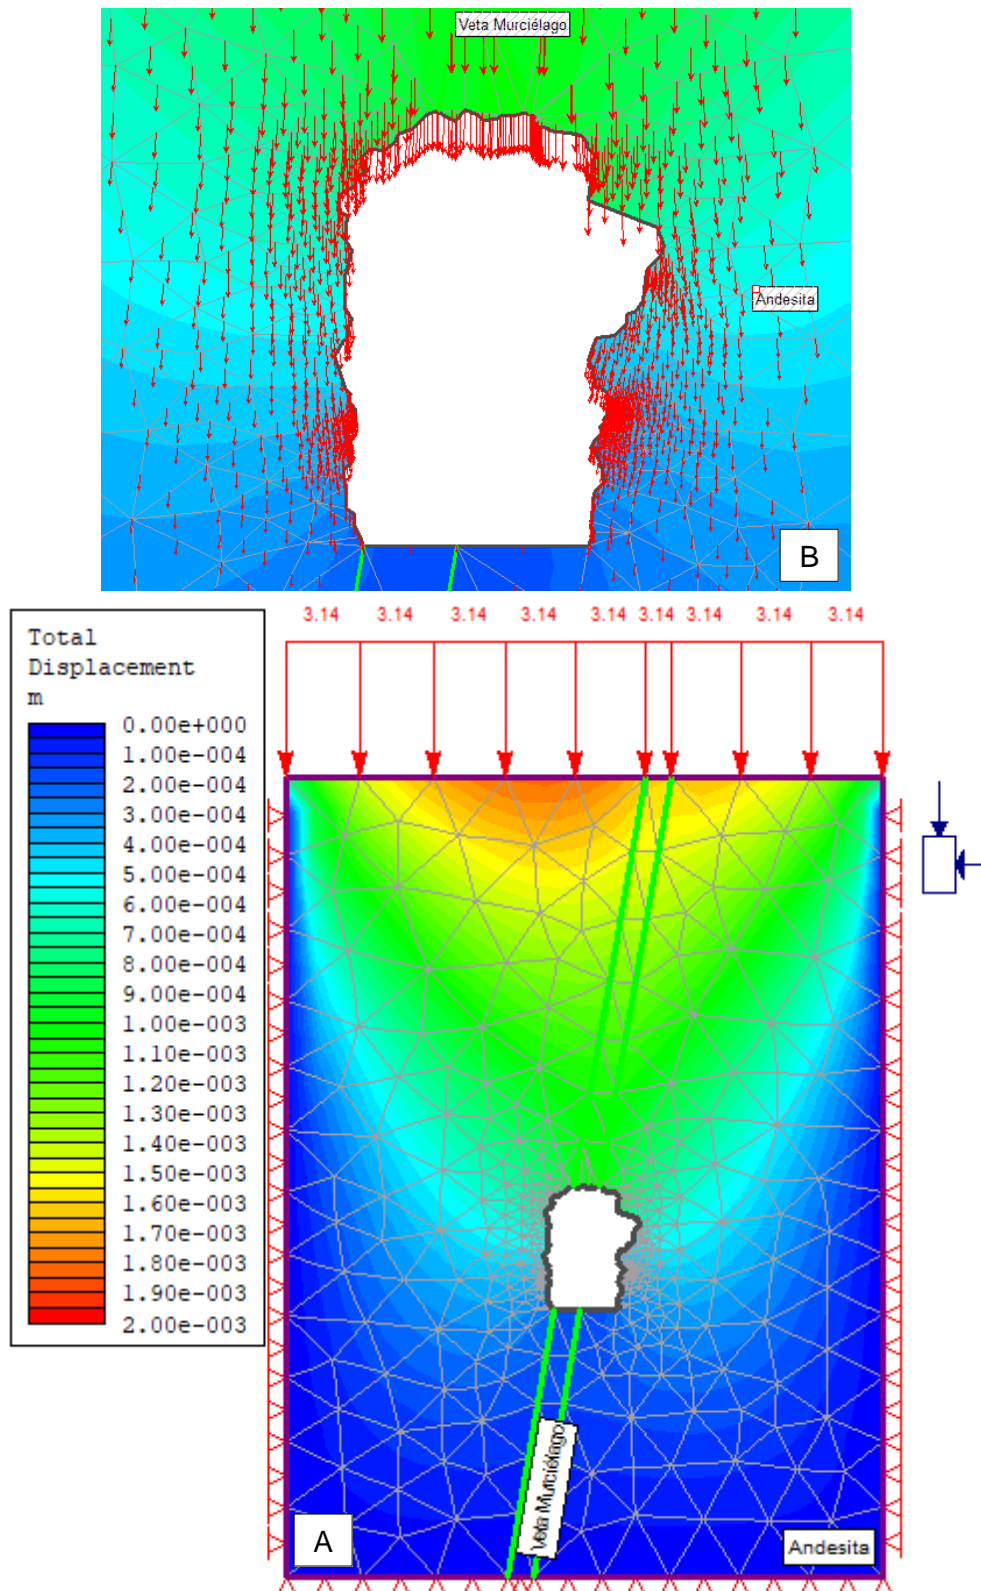 Veta Murciélago
Andesita
B
3.14 3.14 3.14 3.14 3.14 3.14 3.14 3.14 3.14
Total
Displacement
m
0.00e+000
1.00e-004
2.00e-004
3.00e-004
4.00e-004
5.00e-004
6.00e-004
7.00e-004
8.00e-004
9.00e-004
1.00e-003
1.10e-003
1.20e-003
1.30e-003
1.40e-003
1.50e-003
1.60e-003
1.70e-003
1.80e-003
1.90e-003
2.00e-003
Veta Murciélago
A
Andesita